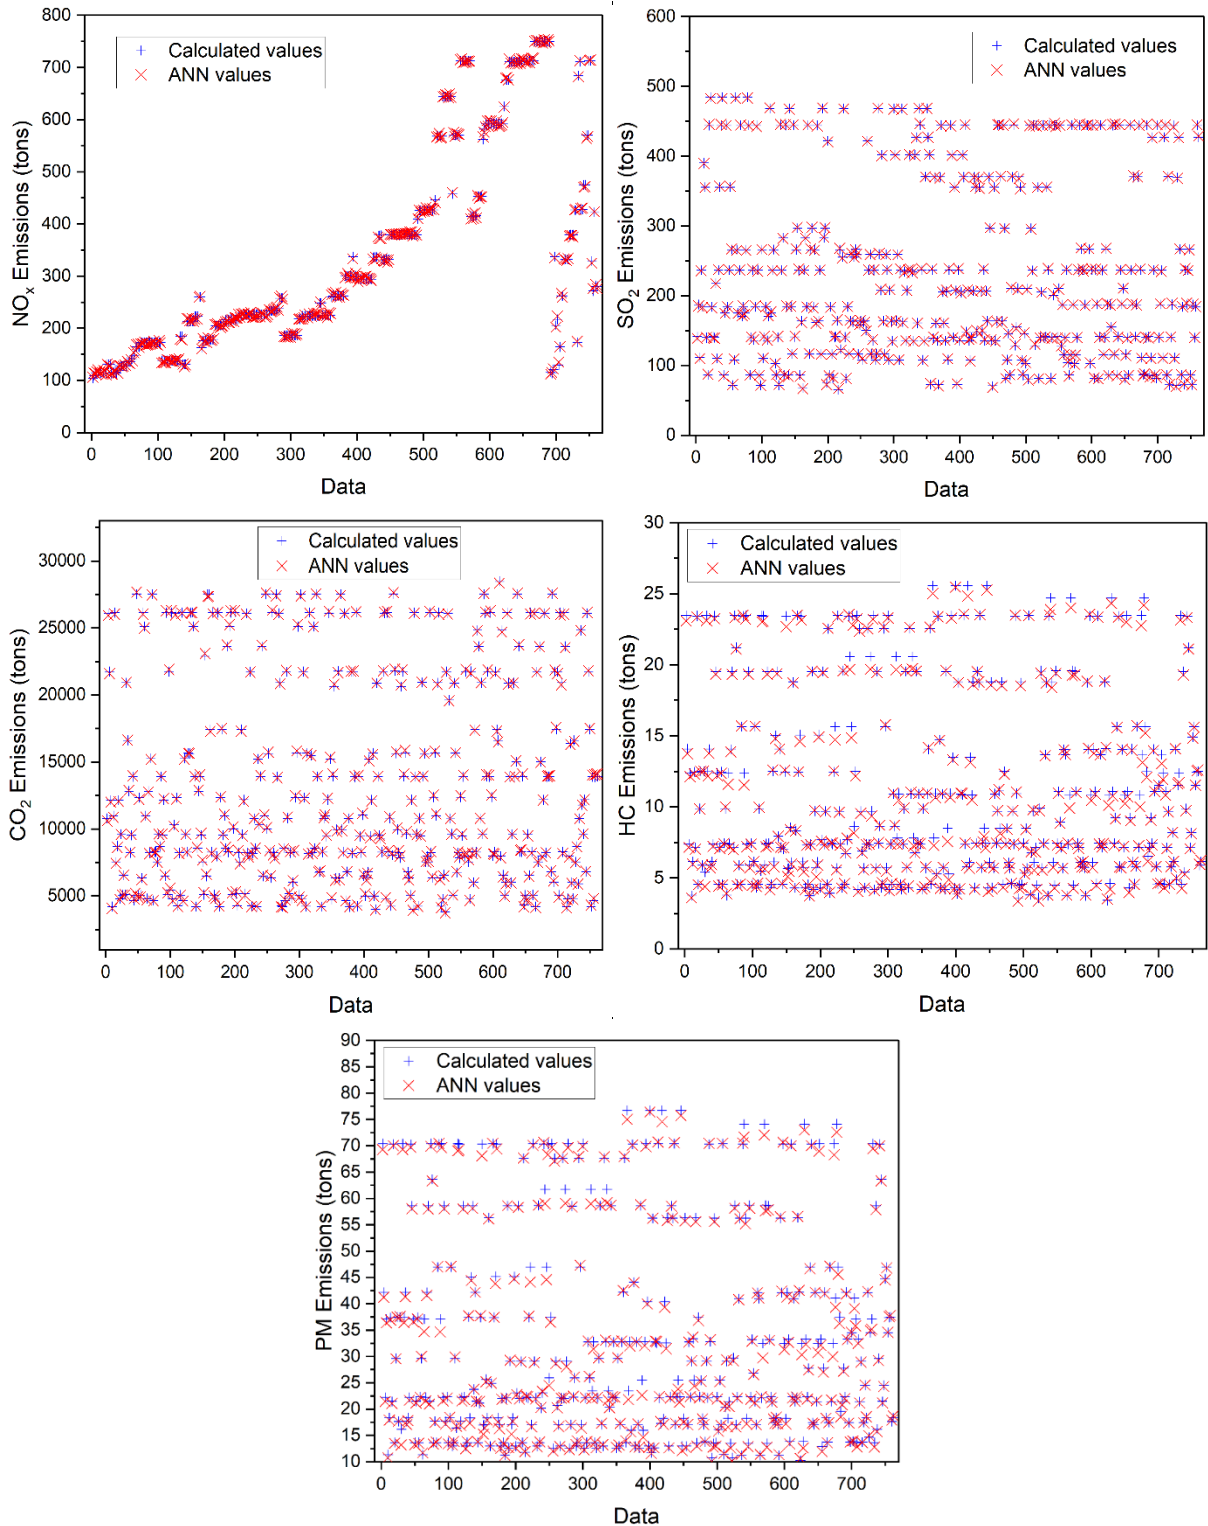 800
700
600
500
400
300
200
100
0
NOx Emissions (tons)
+ Calculated values
× ANN values
0 100 200 300 400 500 600 700
Data
600
500
400
300
200
100
0
SO2 Emissions (tons)
+ Calculated values
× ANN values
0 100 200 300 400 500 600 700
Data
30000
25000
20000
15000
10000
5000
CO2 Emissions (tons)
+ Calculated values
× ANN values
0 100 200 300 400 500 600 700
Data
30
25
20
15
10
5
0
HC Emissions (tons)
+ Calculated values
× ANN values
0 100 200 300 400 500 600 700
Data
90
85
80
75
70
65
60
55
50
45
40
35
30
25
20
15
10
PM Emissions (tons)
+ Calculated values
× ANN values
0 100 200 300 400 500 600 700
Data